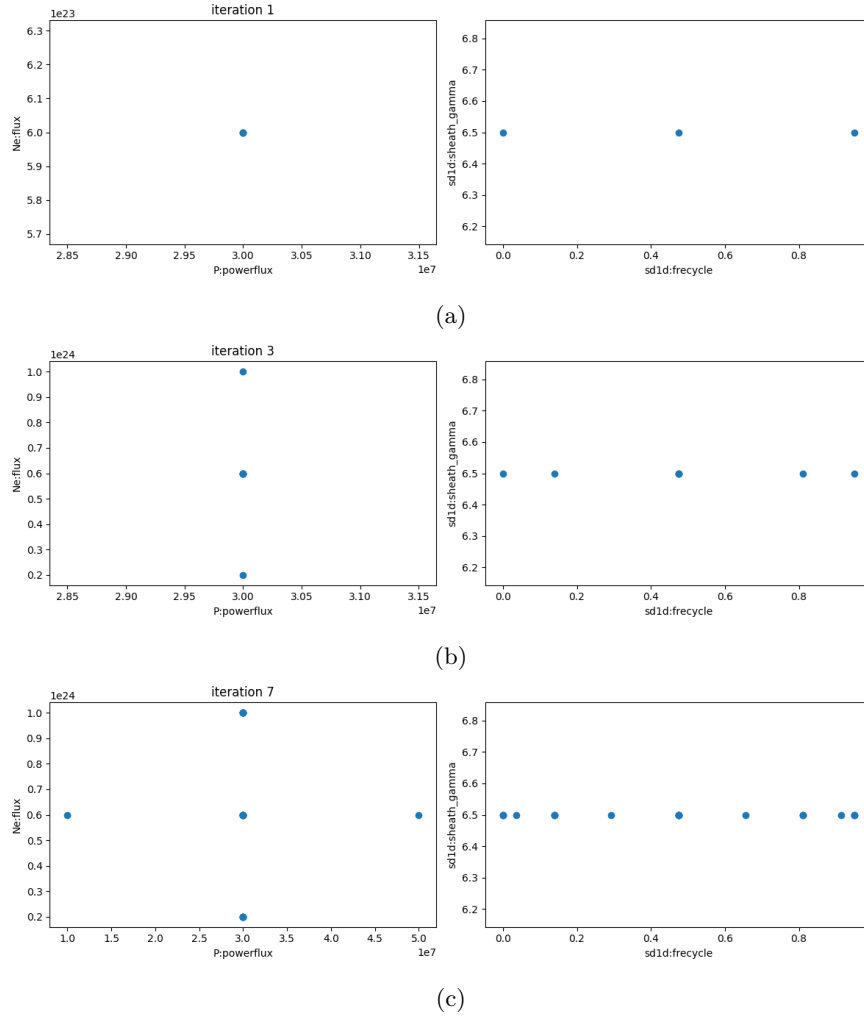 iteration 1
1e23
6.3
6.2
6.1
6.0
5.9
5.8
5.7
Ne:flux
2.85 2.90 2.95 3.00 3.05 3.10 3.15
P:powerflux
1e7
6.8
6.7
6.6
6.5
6.4
6.3
6.2
sd1d:sheath_gamma
0.0 0.2 0.4 0.6 0.8
sd1d:frecycle
(a)
iteration 3
1e24
1.0
0.9
0.8
0.7
0.6
0.5
0.4
0.3
0.2
Ne:flux
2.85 2.90 2.95 3.00 3.05 3.10 3.15
P:powerflux
1e7
6.8
6.7
6.6
6.5
6.4
6.3
6.2
sd1d:sheath_gamma
0.0 0.2 0.4 0.6 0.8
sd1d:frecycle
(b)
iteration 7
1e24
1.0
0.9
0.8
0.7
0.6
0.5
0.4
0.3
0.2
Ne:flux
1.0 1.5 2.0 2.5 3.0 3.5 4.0 4.5 5.0
P:powerflux
1e7
6.8
6.7
6.6
6.5
6.4
6.3
6.2
sd1d:sheath_gamma
0.0 0.2 0.4 0.6 0.8
sd1d:frecycle
(c)